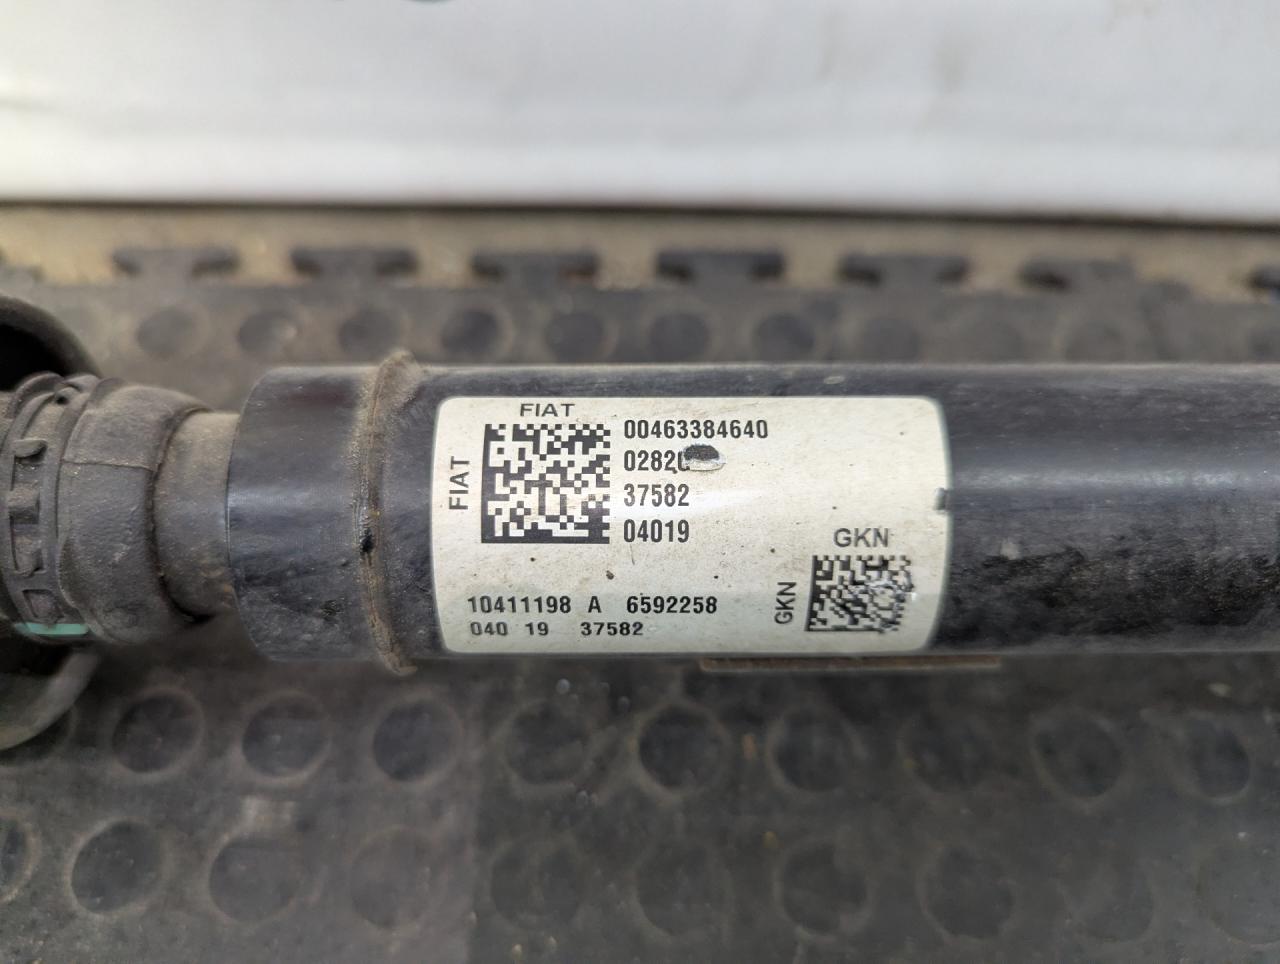 FIAT
FIAT
00463384640
37582
04019
GKN
GKN
10411198 A 6592258
040 19 37582